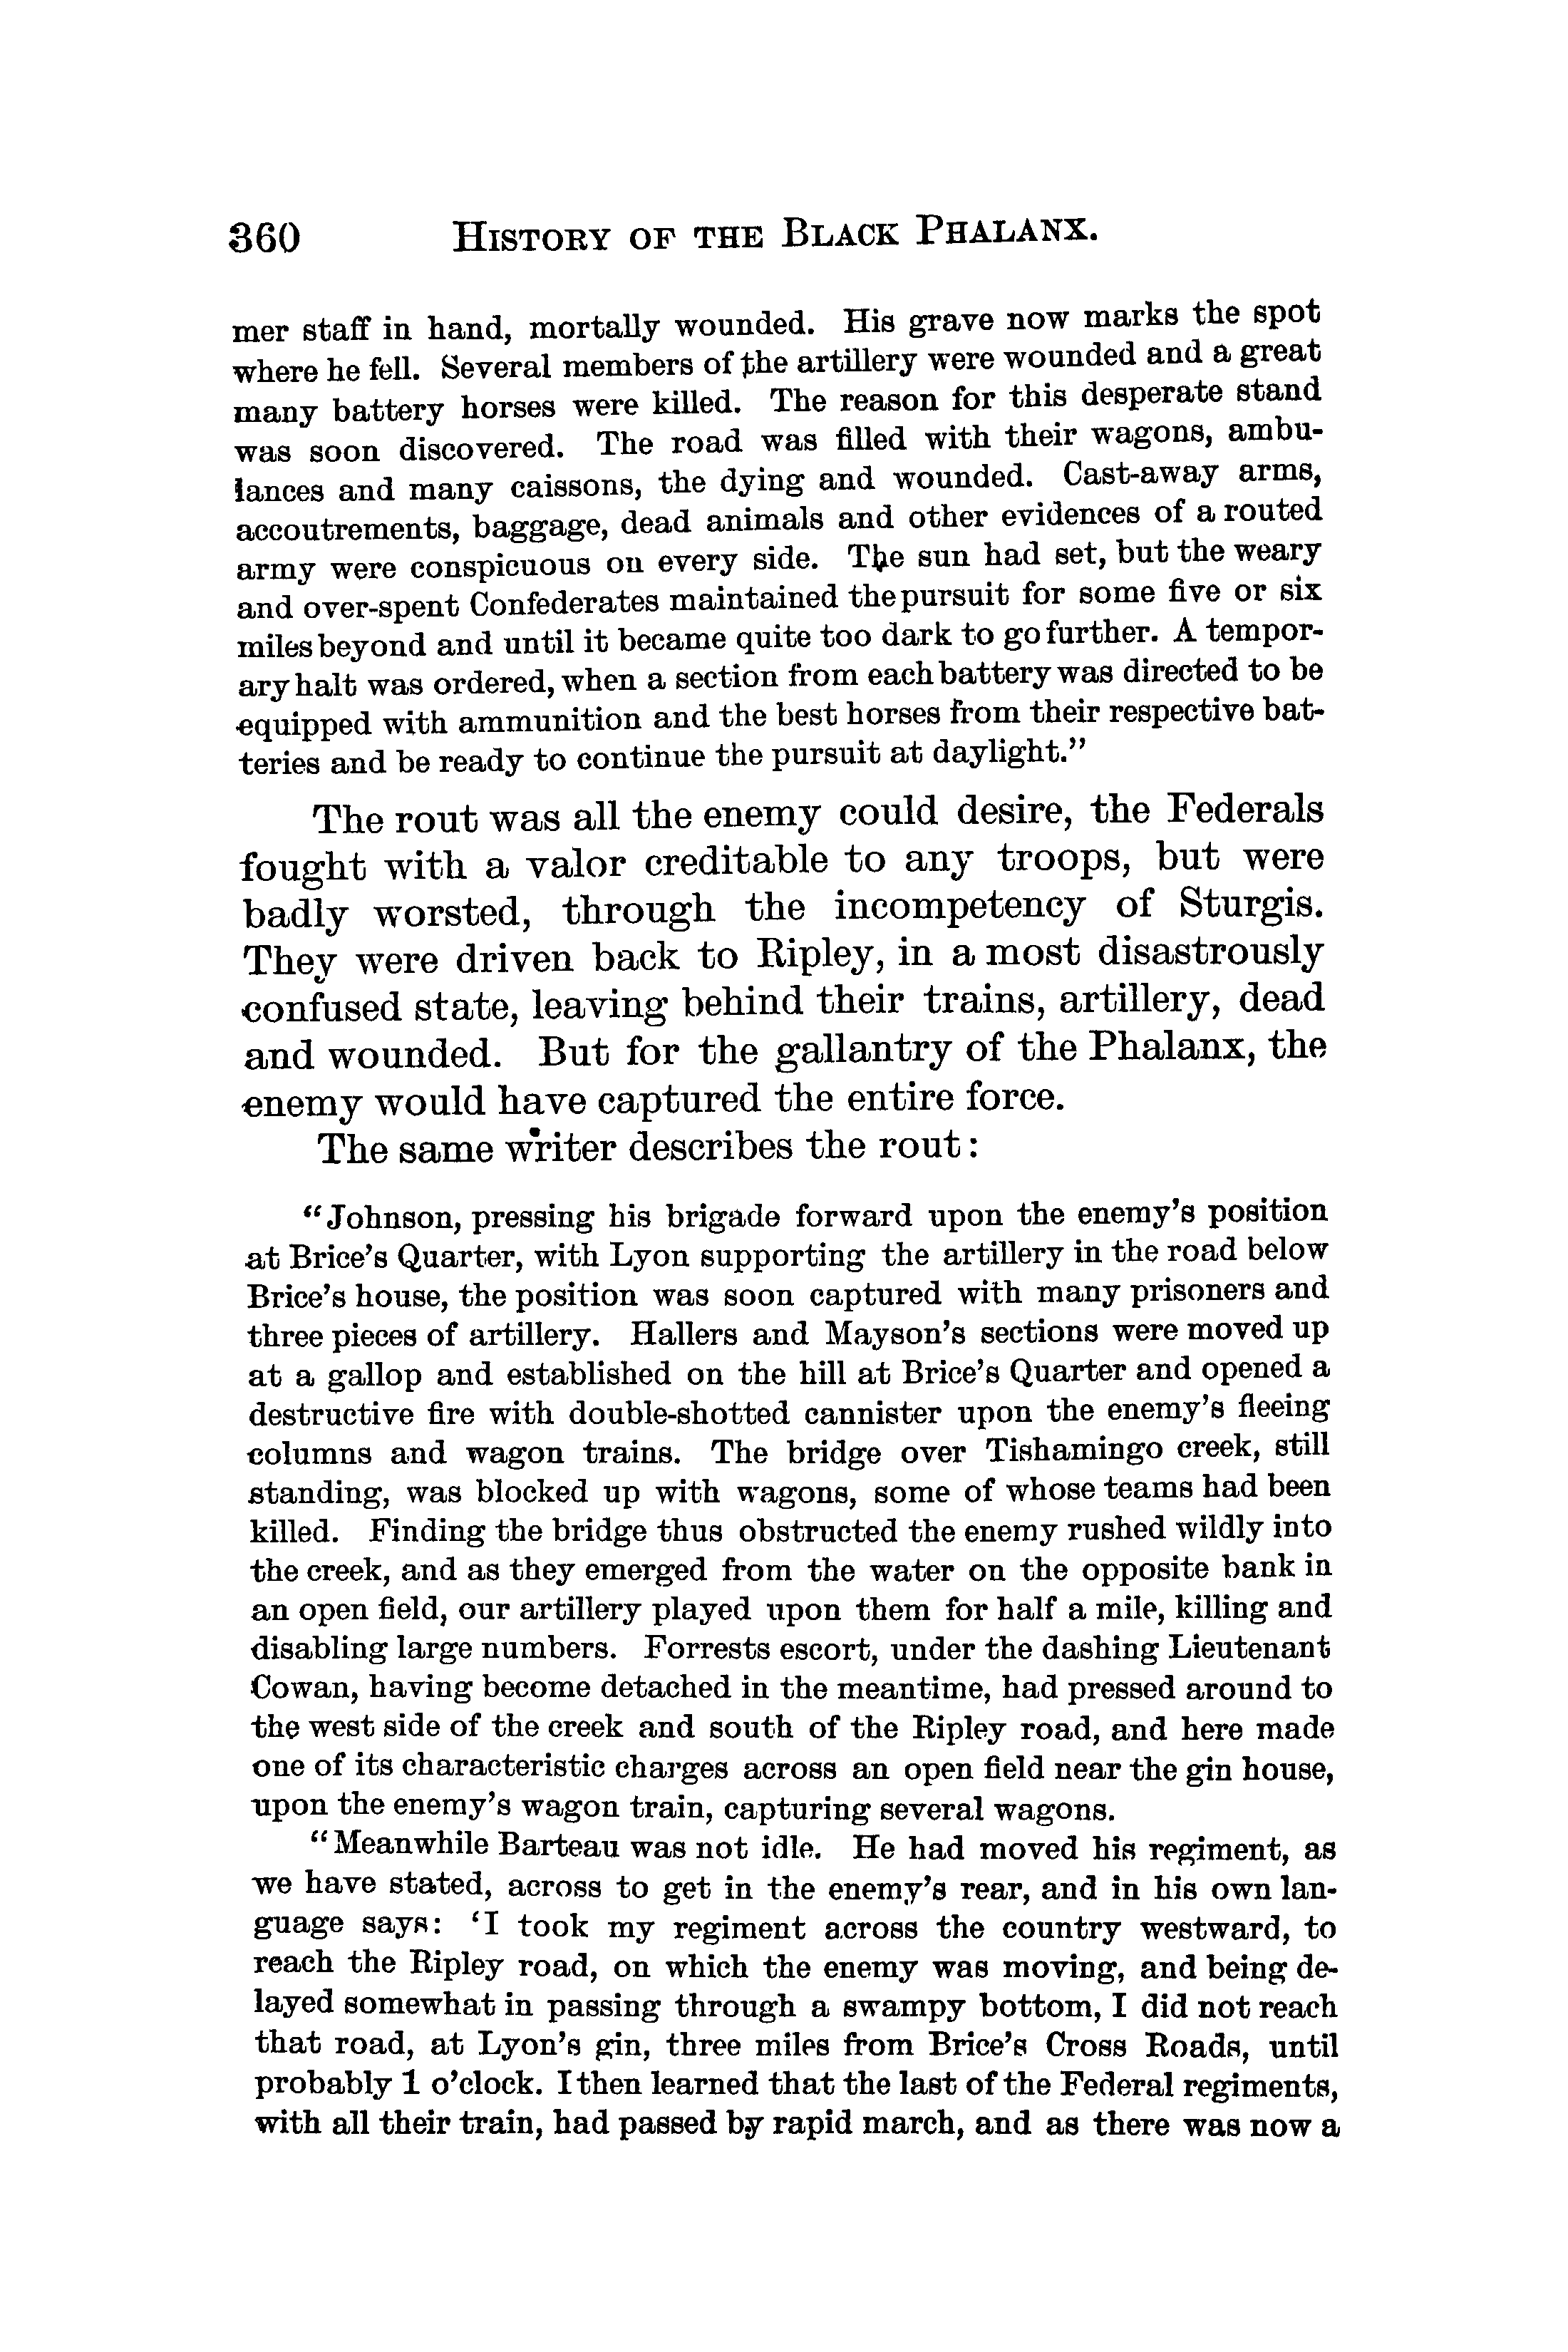 360 HISTORY OF THE BLACK PHALANX.
mer staff in hand, mortally wounded. His grave now marks the spot
where he fell. Several members of the artillery were wounded and a great
many battery horses were killed. The reason for this desperate stand
was soon discovered. The road was filled with their wagons, ambu-
lances and many caissons, the dying and wounded. Cast-away arms,
accoutrements, baggage, dead animals and other evidences of a routed
army were conspicuous on every side. The sun had set, but the weary
and over-spent Confederates maintained the pursuit for some five or six
miles beyond and until it became quite too dark to go further. A tempor-
ary halt was ordered, when a section from each battery was directed to be
equipped with ammunition and the best horses from their respective bat-
teries and be ready to continue the pursuit at daylight.”
The rout was all the enemy could desire, the Federals
fought with a valor creditable to any troops, but were
badly worsted, through the incompetency of Sturgis.
They were driven back to Ripley, in a most disastrously
confused state, leaving behind their trains, artillery, dead
and wounded. But for the gallantry of the Phalanx, the
enemy would have captured the entire force.
The same writer describes the rout:
“Johnson, pressing his brigade forward upon the enemy’s position
at Brice’s Quarter, with Lyon supporting the artillery in the road below
Brice’s house, the position was soon captured with many prisoners and
three pieces of artillery. Hallers and Mayson’s sections were moved up
at a gallop and established on the hill at Brice’s Quarter and opened a
destructive fire with double-shotted cannister upon the enemy’s fleeing
columns and wagon trains. The bridge over Tishamingo creek, still
standing, was blocked up with wagons, some of whose teams had been
killed. Finding the bridge thus obstructed the enemy rushed wildly into
the creek, and as they emerged from the water on the opposite bank in
an open field, our artillery played upon them for half a mile, killing and
disabling large numbers. Forrests escort, under the dashing Lieutenant
Cowan, having become detached in the meantime, had pressed around to
the west side of the creek and south of the Ripley road, and here made
one of its characteristic charges across an open field near the gin house,
upon the enemy’s wagon train, capturing several wagons.
“Meanwhile Barteau was not idle. He had moved his regiment, as
we have stated, across to get in the enemy’s rear, and in his own lan-
guage says: ‘I took my regiment across the country westward, to
reach the Ripley road, on which the enemy was moving, and being de-
layed somewhat in passing through a swampy bottom, I did not reach
that road, at Lyon’s gin, three miles from Brice’s Cross Roads, until
probably 1 o’clock. I then learned that the last of the Federal regiments,
with all their train, had passed by rapid march, and as there was now a